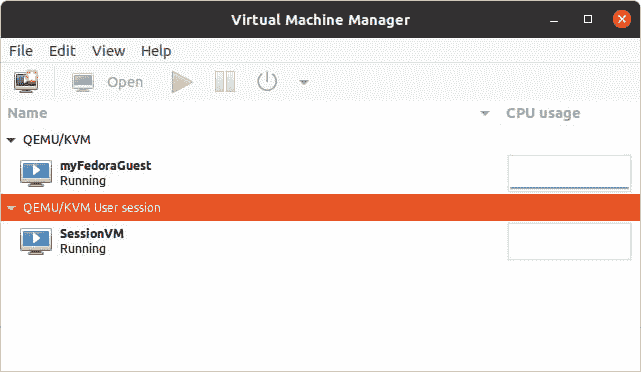 Virtual Machine Manager
File Edit View Help
Open
Name CPU usage
QEMU/KVM
myFedoraGuest
Running
QEMU/KVM User session
SessionVM
Running